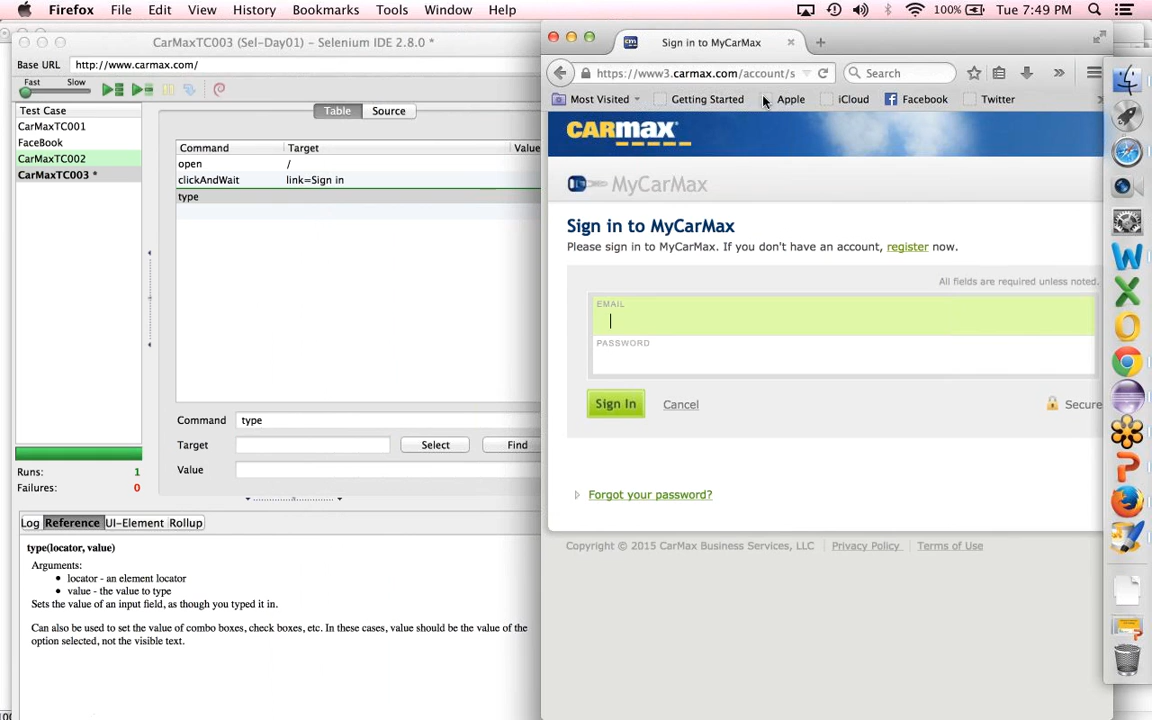 Firefox File Edit View History Bookmarks Tools Window Help 100% Tue 7:49 PM
CarMaxTC003 (Sel-Day01) - Selenium IDE 2.8.0 *
Base URL http://www.carmax.com/
Fast Slow
Test Case
CarMaxTC001
FaceBook
CarMaxTC002
CarMaxTC003 *
Runs: 1
Failures: 0
Table Source
Command Target Value
open /
clickAndWait link=Sign in
type
Command type
Target Select Find
Value
Log Reference UI-Element Rollup
type(locator, value)
Arguments:
• locator - an element locator
• value - the value to type
Sets the value of an input field, as though you typed it in.
Can also be used to set the value of combo boxes, check boxes, etc. In these cases, value should be the value of the
option selected, not the visible text.
Sign in to MyCarMax
https://www3.carmax.com/account/s Search
Most Visited Getting Started Apple iCloud Facebook Twitter
CARMAX
MyCarMax
Sign in to MyCarMax
Please sign in to MyCarMax. If you don't have an account, register now.
All fields are required unless noted.
EMAIL
PASSWORD
Sign In Cancel Secure
Forgot your password?
Copyright © 2015 CarMax Business Services, LLC | Privacy Policy | Terms of Use